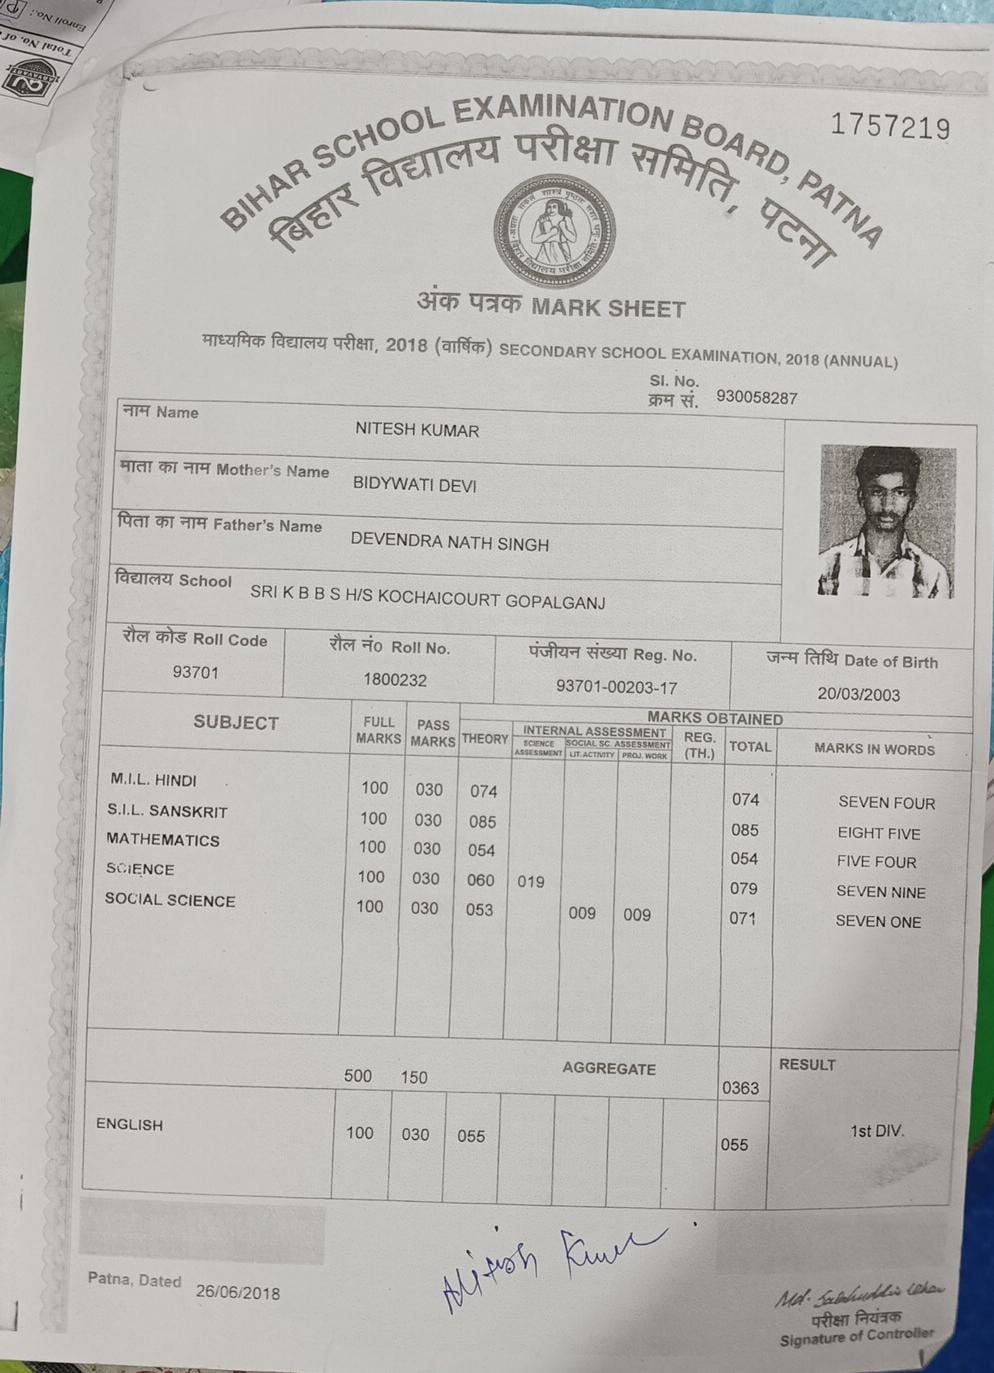 Enroll No.:
Total No. of
1757219
BIHAR SCHOOL EXAMINATION BOARD, PATNA
बिहार विद्यालय परीक्षा समिति, पटना
अंक पत्रक MARK SHEET
माध्यमिक विद्यालय परीक्षा, 2018 (वार्षिक) SECONDARY SCHOOL EXAMINATION, 2018 (ANNUAL)
Sl. No.
क्रम सं. 930058287
नाम Name NITESH KUMAR
माता का नाम Mother's Name BIDYWATI DEVI
पिता का नाम Father's Name DEVENDRA NATH SINGH
विद्यालय School SRI K B B S H/S KOCHAICOURT GOPALGANJ
रौल कोड Roll Code रौल नं० Roll No. पंजीयन संख्या Reg. No. जन्म तिथि Date of Birth
93701 1800232 93701-00203-17 20/03/2003
SUBJECT FULL MARKS PASS MARKS MARKS OBTAINED
THEORY INTERNAL ASSESSMENT REG. (TH.) TOTAL MARKS IN WORDS
SCIENCE ASSESSMENT SOCIAL SC. ASSESSMENT
LIT. ACTIVITY PROJ. WORK
M.I.L. HINDI 100 030 074 074 SEVEN FOUR
S.I.L. SANSKRIT 100 030 085 085 EIGHT FIVE
MATHEMATICS 100 030 054 054 FIVE FOUR
SCIENCE 100 030 060 019 079 SEVEN NINE
SOCIAL SCIENCE 100 030 053 009 009 071 SEVEN ONE
500 150 AGGREGATE 0363 RESULT
ENGLISH 100 030 055 055 1st DIV.
Nitish Kumar
Patna, Dated 26/06/2018
परीक्षा नियंत्रक
Signature of Controller